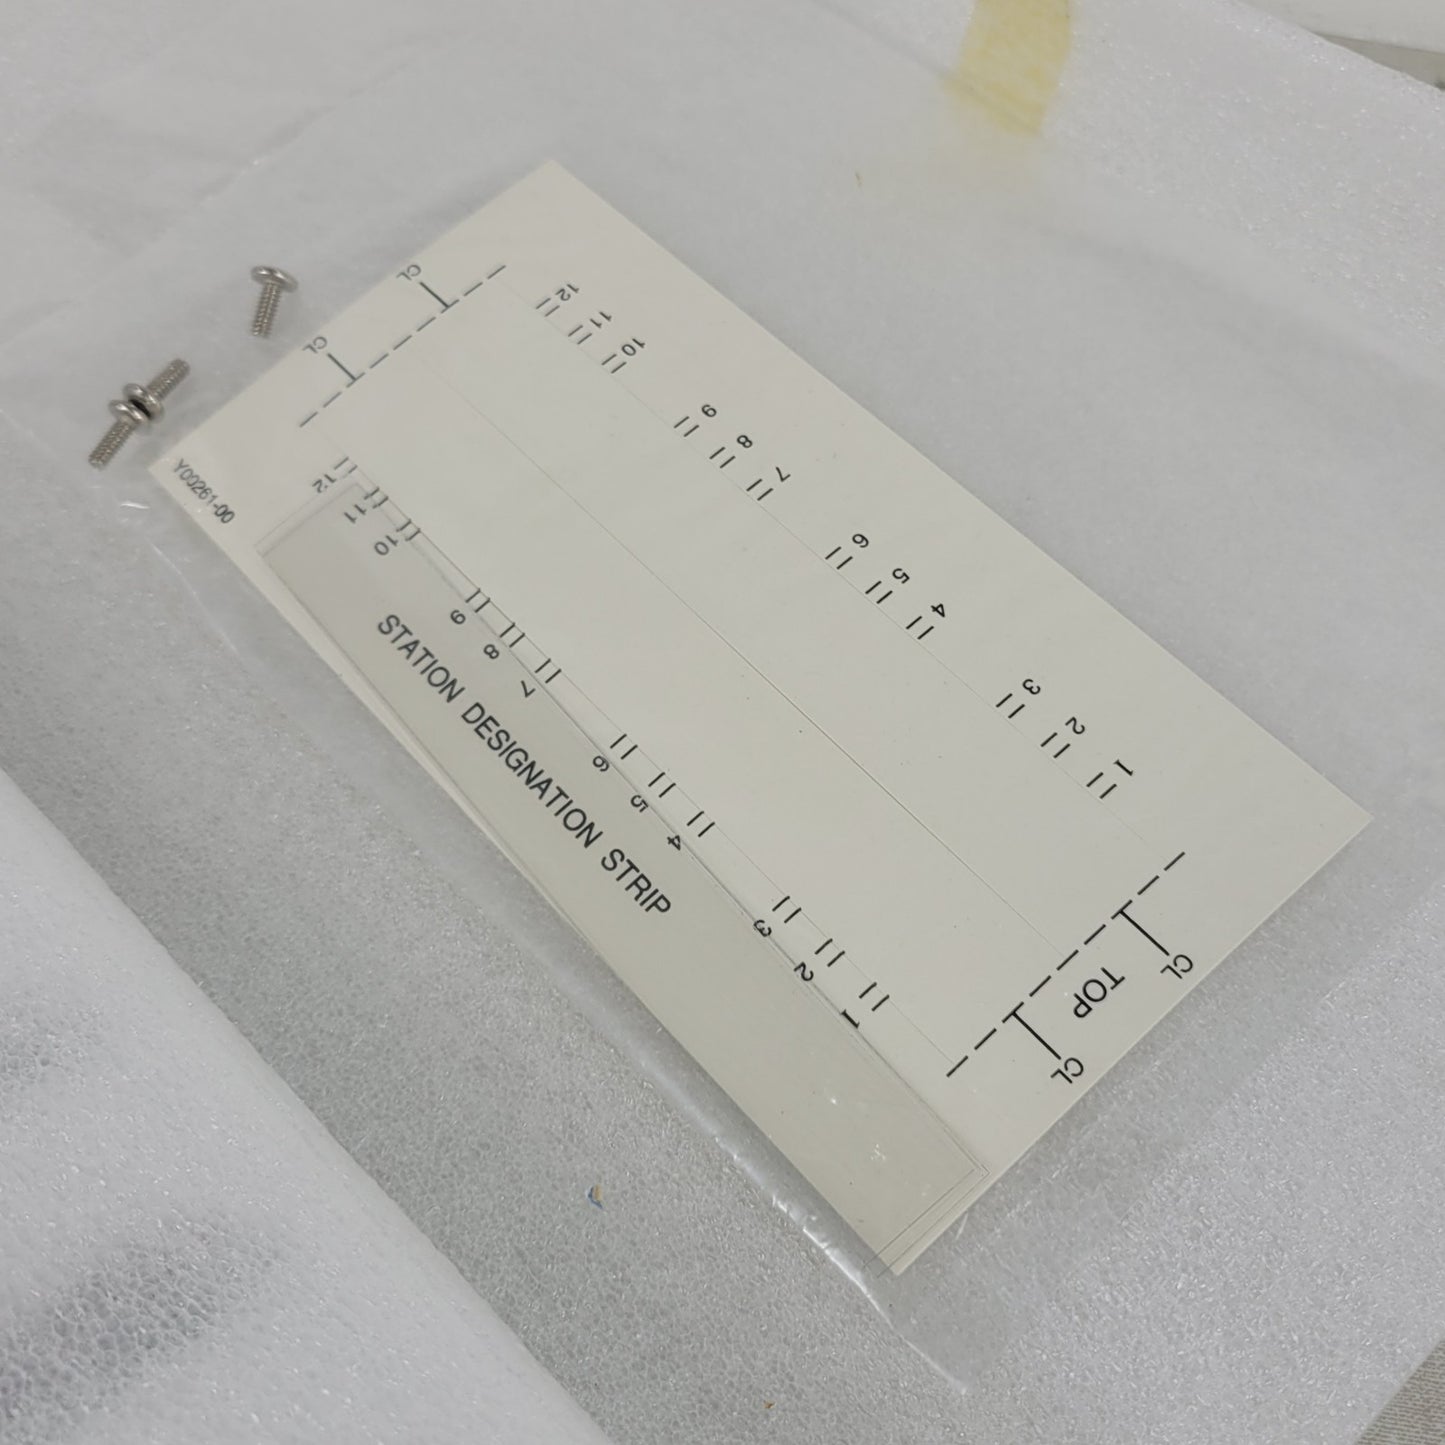 CL CL
12 11 10 9 8 7 6 5 4 3 2 1
12 11 10 9 8 7 6 5 4 3 2 1
STATION DESIGNATION STRIP
Y00261-00
TOP
CL CL